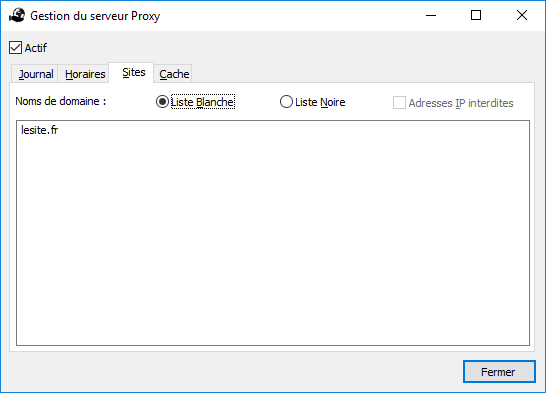 Gestion du serveur Proxy
Actif
Journal Horaires Sites Cache
Noms de domaine : Liste Blanche Liste Noire Adresses IP interdites
lesite.fr
Fermer